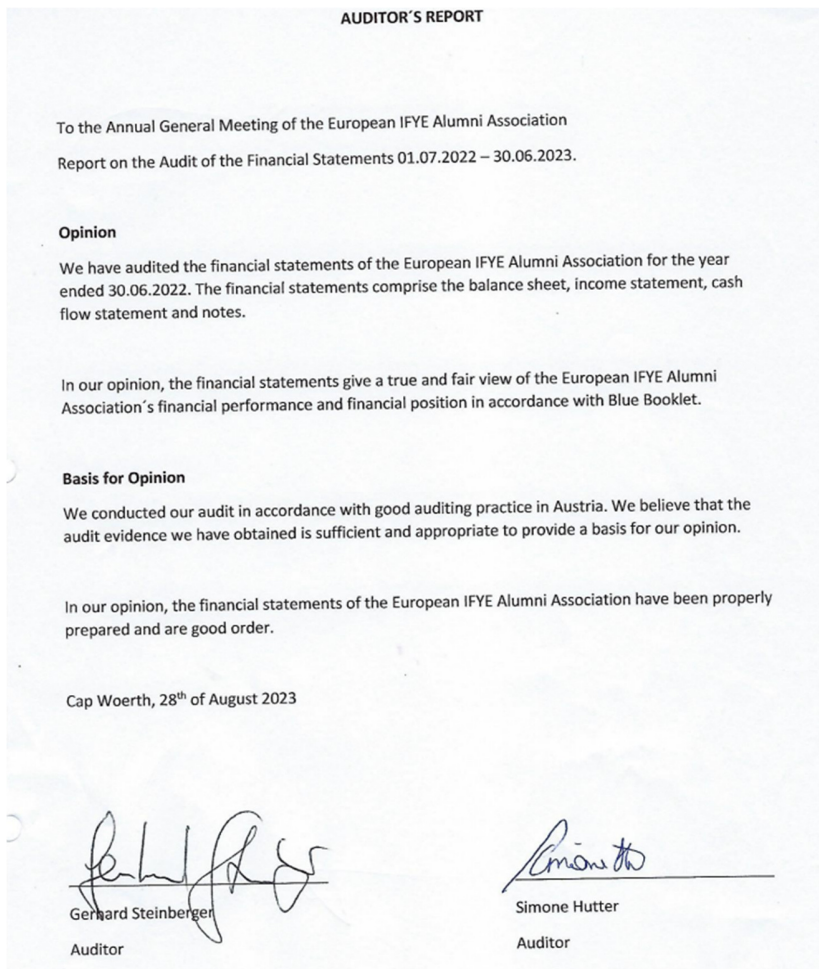 AUDITOR´S REPORT
To the Annual General Meeting of the European IFYE Alumni Association
Report on the Audit of the Financial Statements 01.07.2022 – 30.06.2023.
Opinion
We have audited the financial statements of the European IFYE Alumni Association for the year
ended 30.06.2022. The financial statements comprise the balance sheet, income statement, cash
flow statement and notes.
In our opinion, the financial statements give a true and fair view of the European IFYE Alumni
Association´s financial performance and financial position in accordance with Blue Booklet.
Basis for Opinion
We conducted our audit in accordance with good auditing practice in Austria. We believe that the
audit evidence we have obtained is sufficient and appropriate to provide a basis for our opinion.
In our opinion, the financial statements of the European IFYE Alumni Association have been properly
prepared and are good order.
Cap Woerth, 28th of August 2023
Gerhard Steinberger
Auditor
Simone Hutter
Auditor